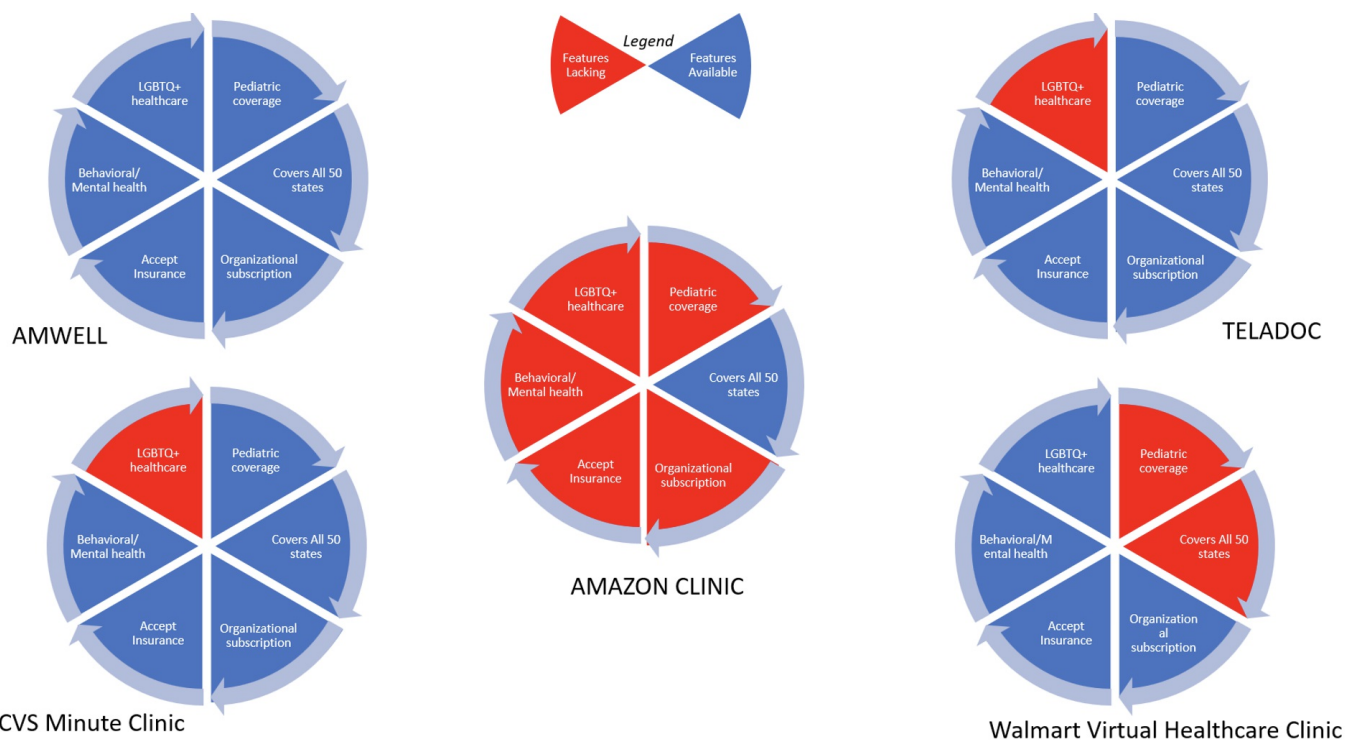 Legend
Features
Lacking
Features
Available
LGBTQ+
healthcare
Pediatric
coverage
Behavioral/
Mental health
Covers All 50
states
Accept
Insurance
Organizational
subscription
AMWELL
LGBTQ+
healthcare
Pediatric
coverage
Behavioral/
Mental health
Covers All 50
states
Accept
Insurance
Organizational
subscription
TELADOC
LGBTQ+
healthcare
Pediatric
coverage
Behavioral/
Mental health
Covers All 50
states
Accept
Insurance
Organizational
subscription
AMAZON CLINIC
LGBTQ+
healthcare
Pediatric
coverage
Behavioral/
Mental health
Covers All 50
states
Accept
Insurance
Organizational
subscription
CVS Minute Clinic
LGBTQ+
healthcare
Pediatric
coverage
Behavioral/M
ental health
Covers All 50
states
Accept
Insurance
Organization
al
subscription
Walmart Virtual Healthcare Clinic